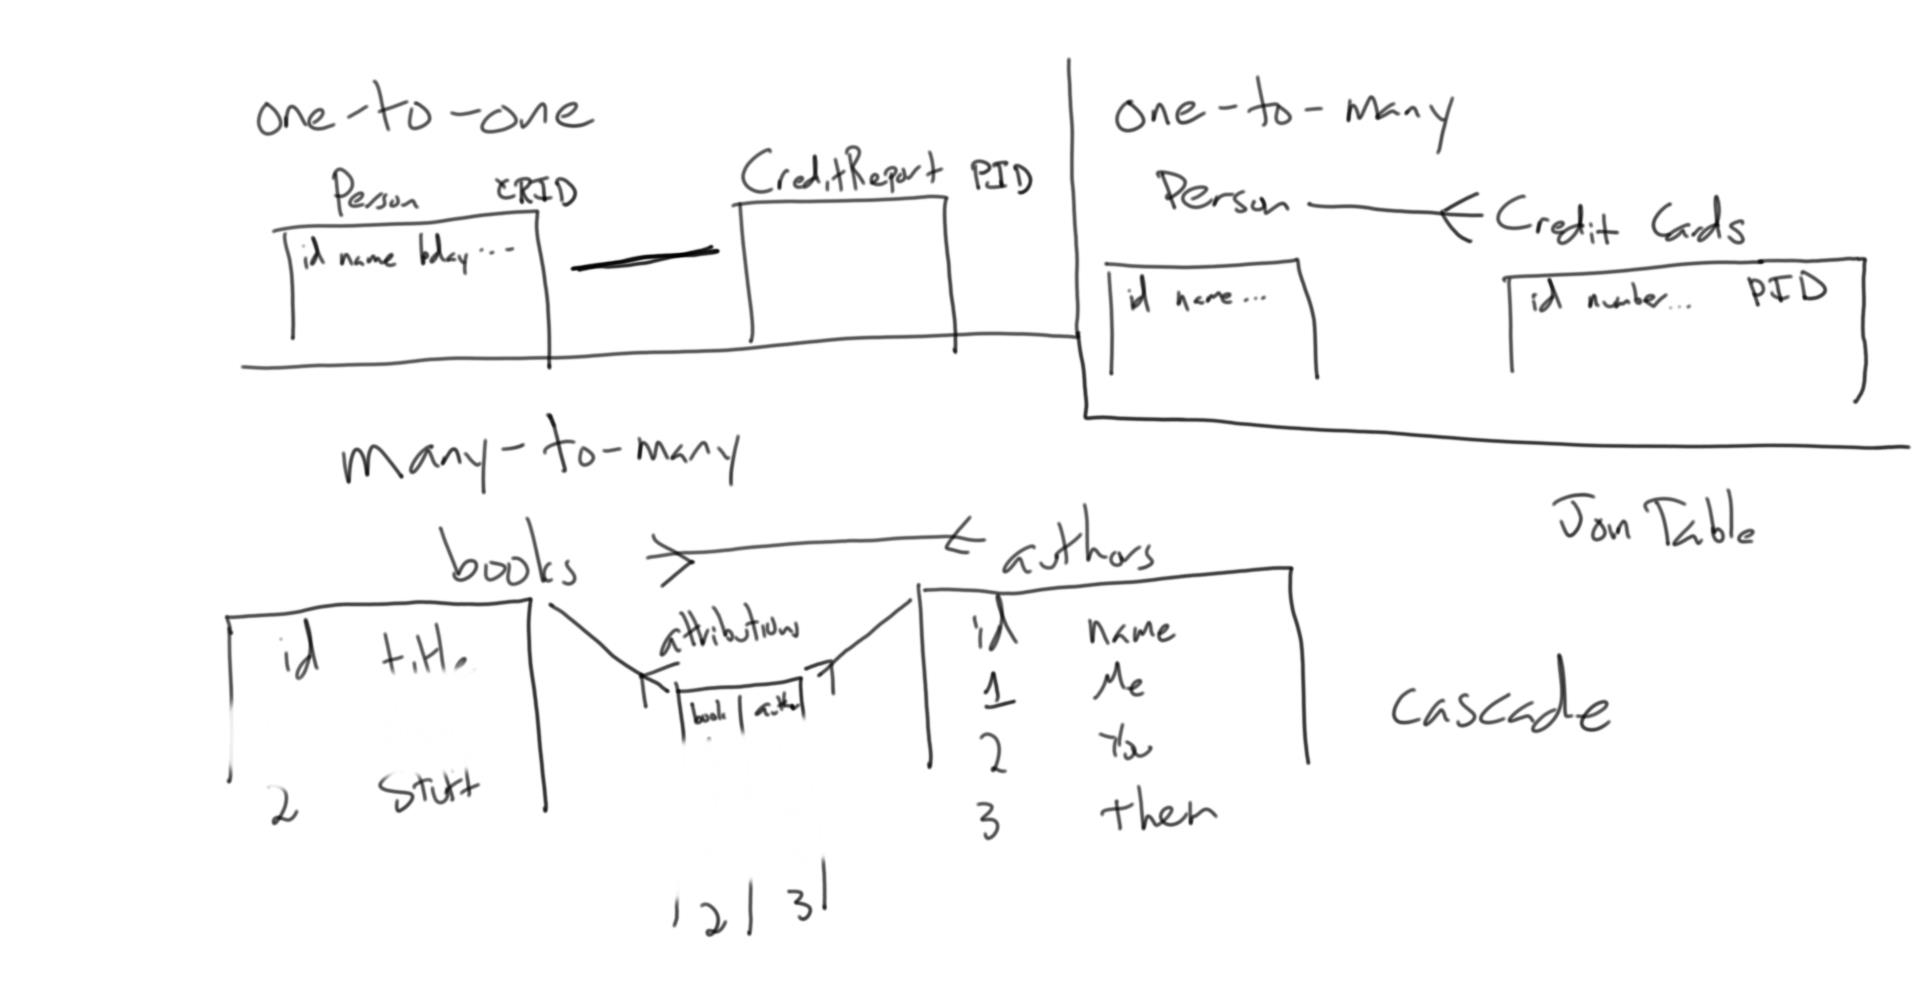 one-to-one
Person CRID
id name bday...
CreditReport PID
one-to-many
Person Credit Cards
id name...
id number... PID
many-to-many
books authors
id title
2 Stuff
attributions
book author
2 3
id name
1 Me
2 You
3 them
Join Table
Cascade